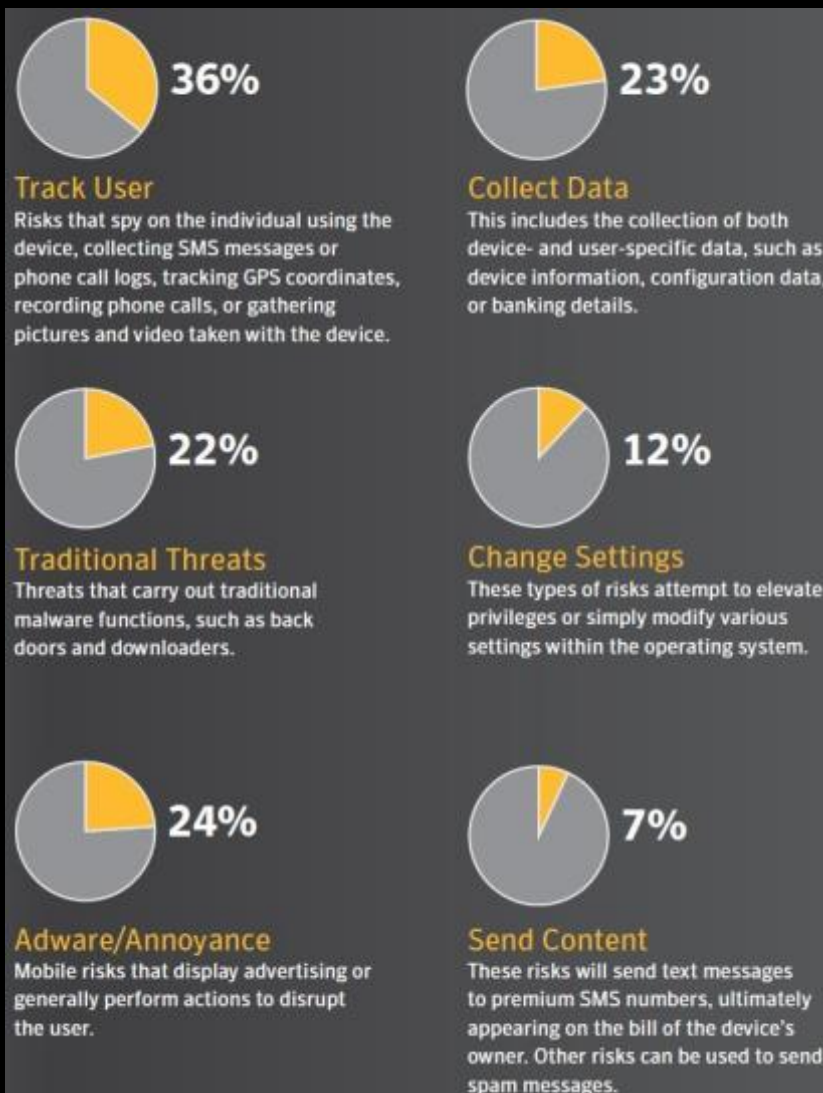 36%
Track User
Risks that spy on the individual using the
device, collecting SMS messages or
phone call logs, tracking GPS coordinates,
recording phone calls, or gathering
pictures and video taken with the device.
23%
Collect Data
This includes the collection of both
device- and user-specific data, such as
device information, configuration data,
or banking details.
22%
Traditional Threats
Threats that carry out traditional
malware functions, such as back
doors and downloaders.
12%
Change Settings
These types of risks attempt to elevate
privileges or simply modify various
settings within the operating system.
24%
Adware/Annoyance
Mobile risks that display advertising or
generally perform actions to disrupt
the user.
7%
Send Content
These risks will send text messages
to premium SMS numbers, ultimately
appearing on the bill of the device's
owner. Other risks can be used to send
spam messages.